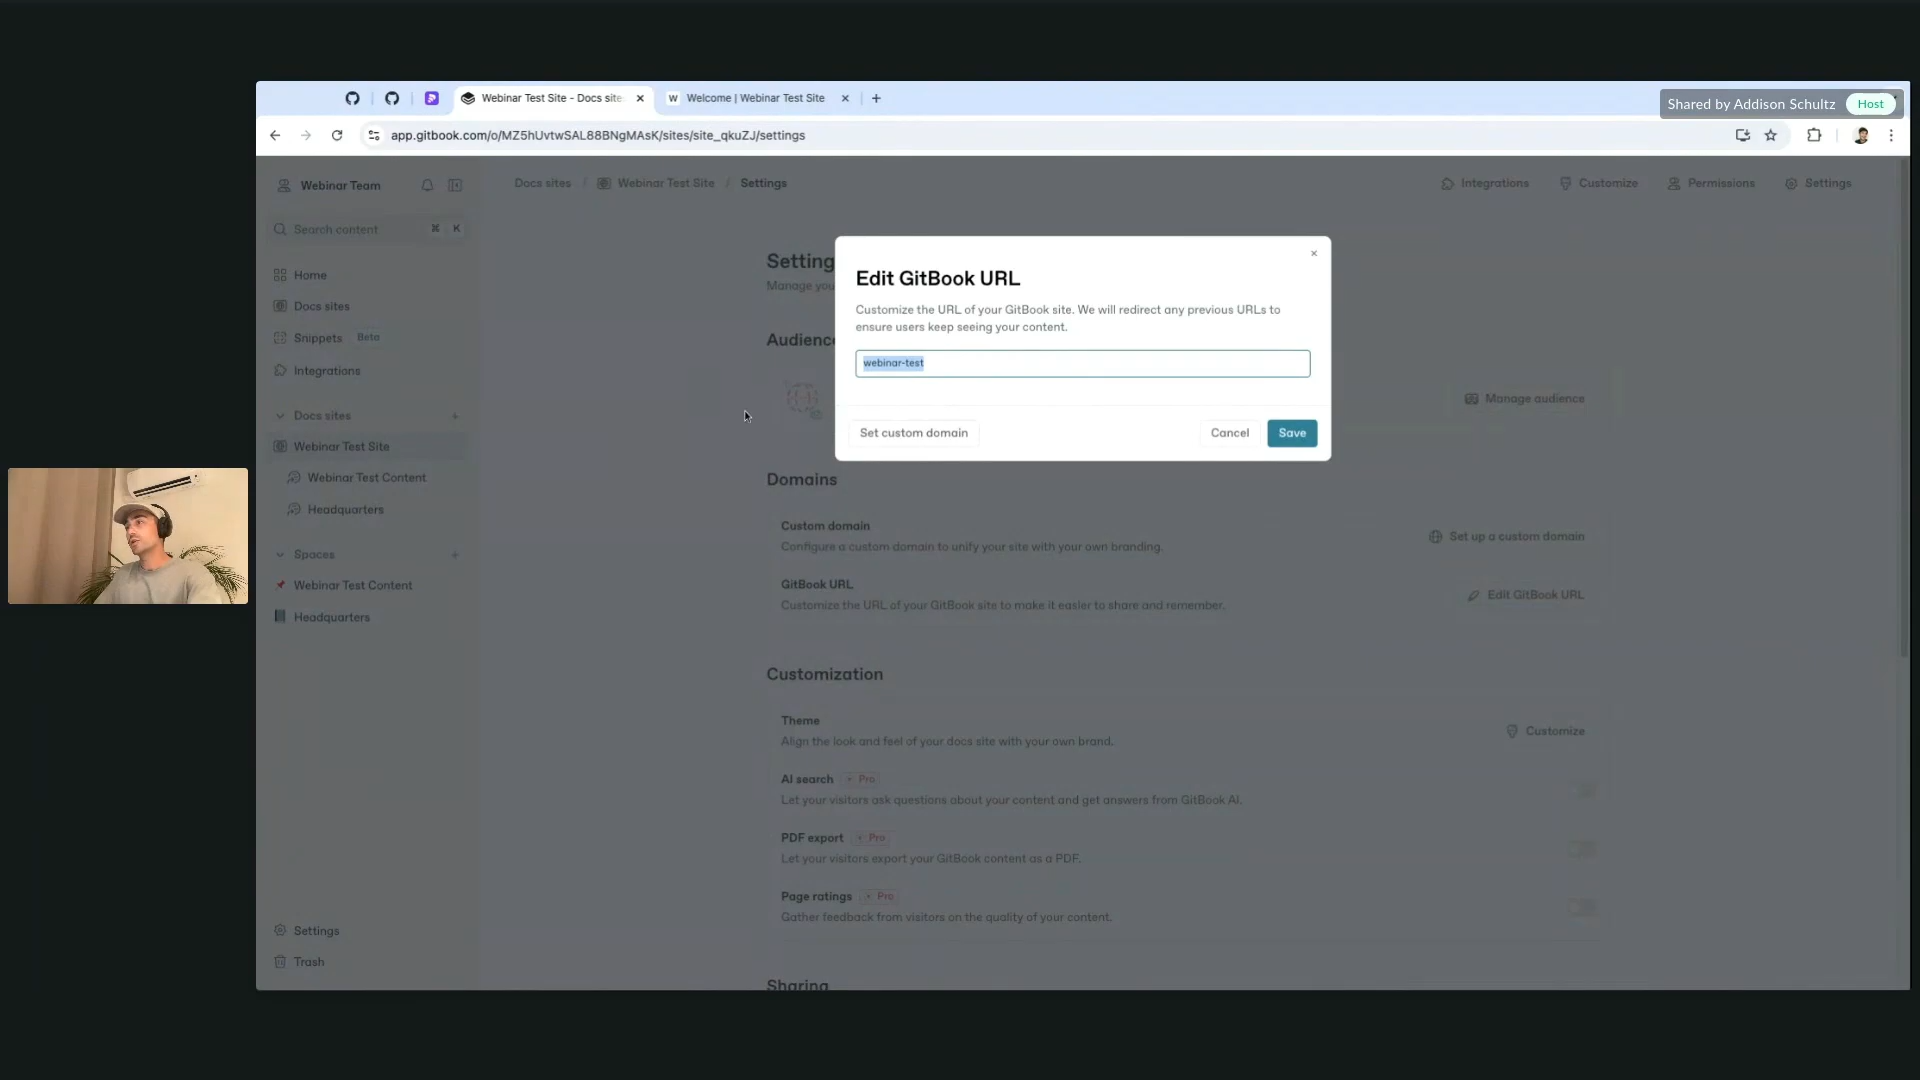 Webinar Test Site - Docs site
Welcome | Webinar Test Site
Shared by Addison Schultz
Host
app.gitbook.com/o/MZ5hUvtwSAL88BNgMAsK/sites/site_qkuZJ/settings
Webinar Team
Docs sites / Webinar Test Site / Settings
Integrations
Customize
Permissions
Settings
Search content
⌘ K
Home
Docs sites
Snippets Beta
Integrations
Docs sites
Webinar Test Site
Webinar Test Content
Headquarters
Spaces
Webinar Test Content
Headquarters
Settings
Trash
Setting
Manage you
Audience
Manage audience
Edit GitBook URL
Customize the URL of your GitBook site. We will redirect any previous URLs to
ensure users keep seeing your content.
webinar-test
Set custom domain
Cancel
Save
Domains
Custom domain
Configure a custom domain to unify your site with your own branding.
Set up a custom domain
GitBook URL
Customize the URL of your GitBook site to make it easier to share and remember.
Edit GitBook URL
Customization
Theme
Align the look and feel of your docs site with your own brand.
Customize
AI search Pro
Let your visitors ask questions about your content and get answers from GitBook AI.
PDF export Pro
Let your visitors export your GitBook content as a PDF.
Page ratings Pro
Gather feedback from visitors on the quality of your content.
Sharing